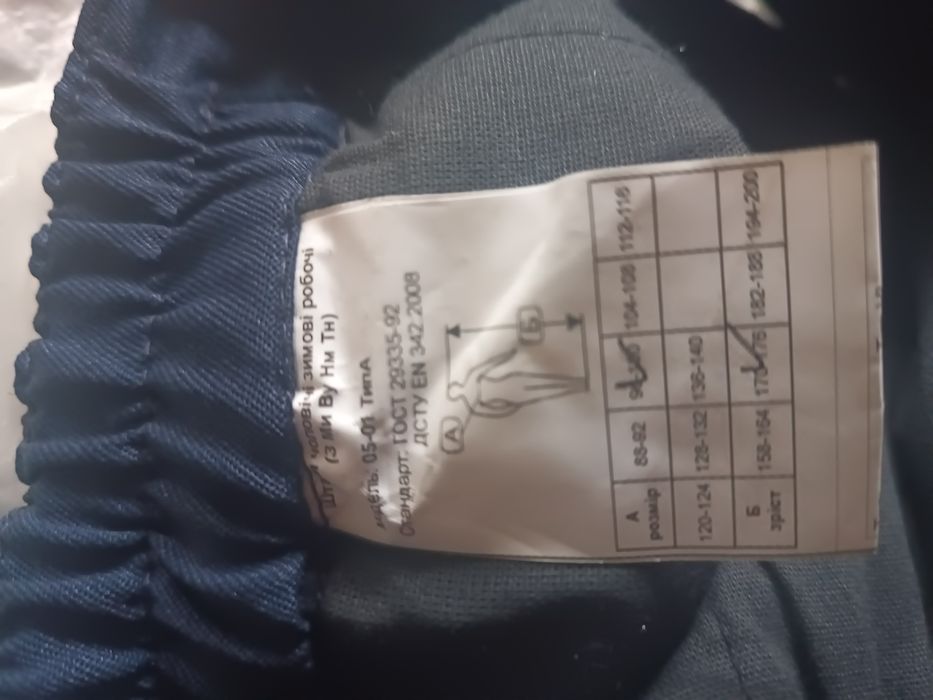 чоловічі зимові робочі
(З Ми Ву Нм Тн)
модель: 05-01 ТипА
Стандарт: ГОСТ 29335-92
ДСТУ EN 342 2008
А
Б
А розмір 88-92 104-108 112-116
120-124 128-132 136-140
Б зріст 158-164 170-176 182-188 194-200